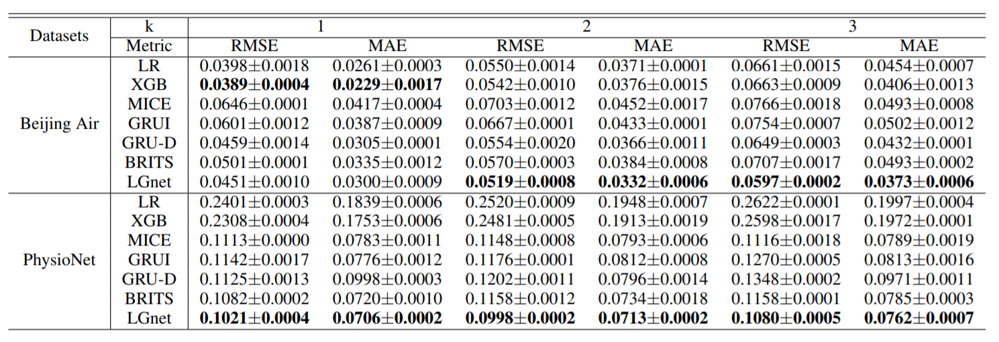 Datasets k 1 2 3
Metric RMSE MAE RMSE MAE RMSE MAE
LR 0.0398±0.0018 0.0261±0.0003 0.0550±0.0014 0.0371±0.0001 0.0661±0.0015 0.0454±0.0007
XGB 0.0389±0.0004 0.0229±0.0017 0.0542±0.0010 0.0376±0.0015 0.0663±0.0009 0.0406±0.0013
MICE 0.0646±0.0001 0.0417±0.0004 0.0703±0.0012 0.0452±0.0017 0.0766±0.0018 0.0493±0.0008
Beijing Air GRUI 0.0601±0.0012 0.0387±0.0009 0.0667±0.0001 0.0433±0.0001 0.0754±0.0007 0.0502±0.0012
GRU-D 0.0459±0.0014 0.0305±0.0001 0.0554±0.0020 0.0366±0.0011 0.0649±0.0003 0.0432±0.0001
BRITS 0.0501±0.0001 0.0335±0.0012 0.0570±0.0003 0.0384±0.0008 0.0707±0.0017 0.0493±0.0002
LGnet 0.0451±0.0010 0.0300±0.0009 0.0519±0.0008 0.0332±0.0006 0.0597±0.0002 0.0373±0.0006
LR 0.2401±0.0003 0.1839±0.0006 0.2520±0.0009 0.1948±0.0007 0.2622±0.0001 0.1997±0.0004
XGB 0.2308±0.0004 0.1753±0.0006 0.2481±0.0005 0.1913±0.0019 0.2598±0.0017 0.1972±0.0001
MICE 0.1113±0.0000 0.0783±0.0011 0.1148±0.0008 0.0793±0.0006 0.1116±0.0018 0.0789±0.0019
PhysioNet GRUI 0.1142±0.0017 0.0776±0.0012 0.1176±0.0001 0.0812±0.0008 0.1270±0.0005 0.0813±0.0016
GRU-D 0.1125±0.0013 0.0998±0.0003 0.1202±0.0011 0.0796±0.0014 0.1348±0.0002 0.0971±0.0011
BRITS 0.1082±0.0002 0.0720±0.0010 0.1158±0.0012 0.0734±0.0018 0.1158±0.0001 0.0785±0.0003
LGnet 0.1021±0.0004 0.0706±0.0002 0.0998±0.0002 0.0713±0.0002 0.1080±0.0005 0.0762±0.0007